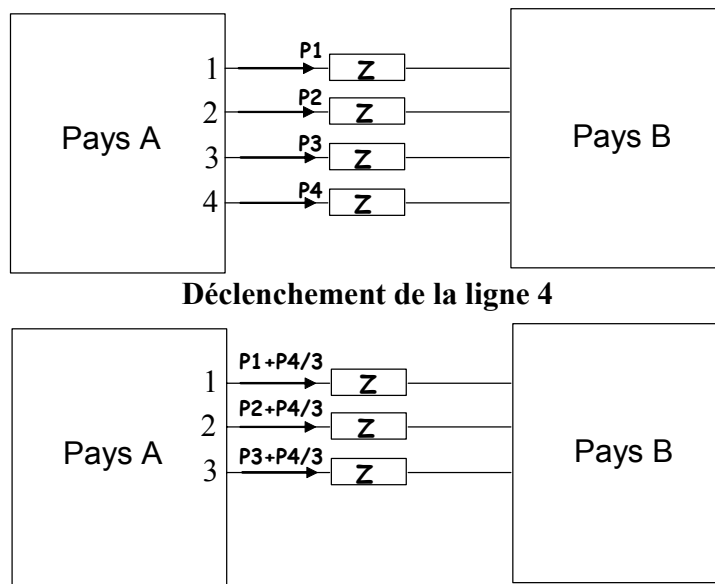 1 P1 Z
2 P2 Z
Pays A
Pays B
3 P3 Z
4 P4 Z
Déclenchement de la ligne 4
1 P1+P4/3 Z
2 P2+P4/3 Z
Pays A
Pays B
3 P3+P4/3 Z